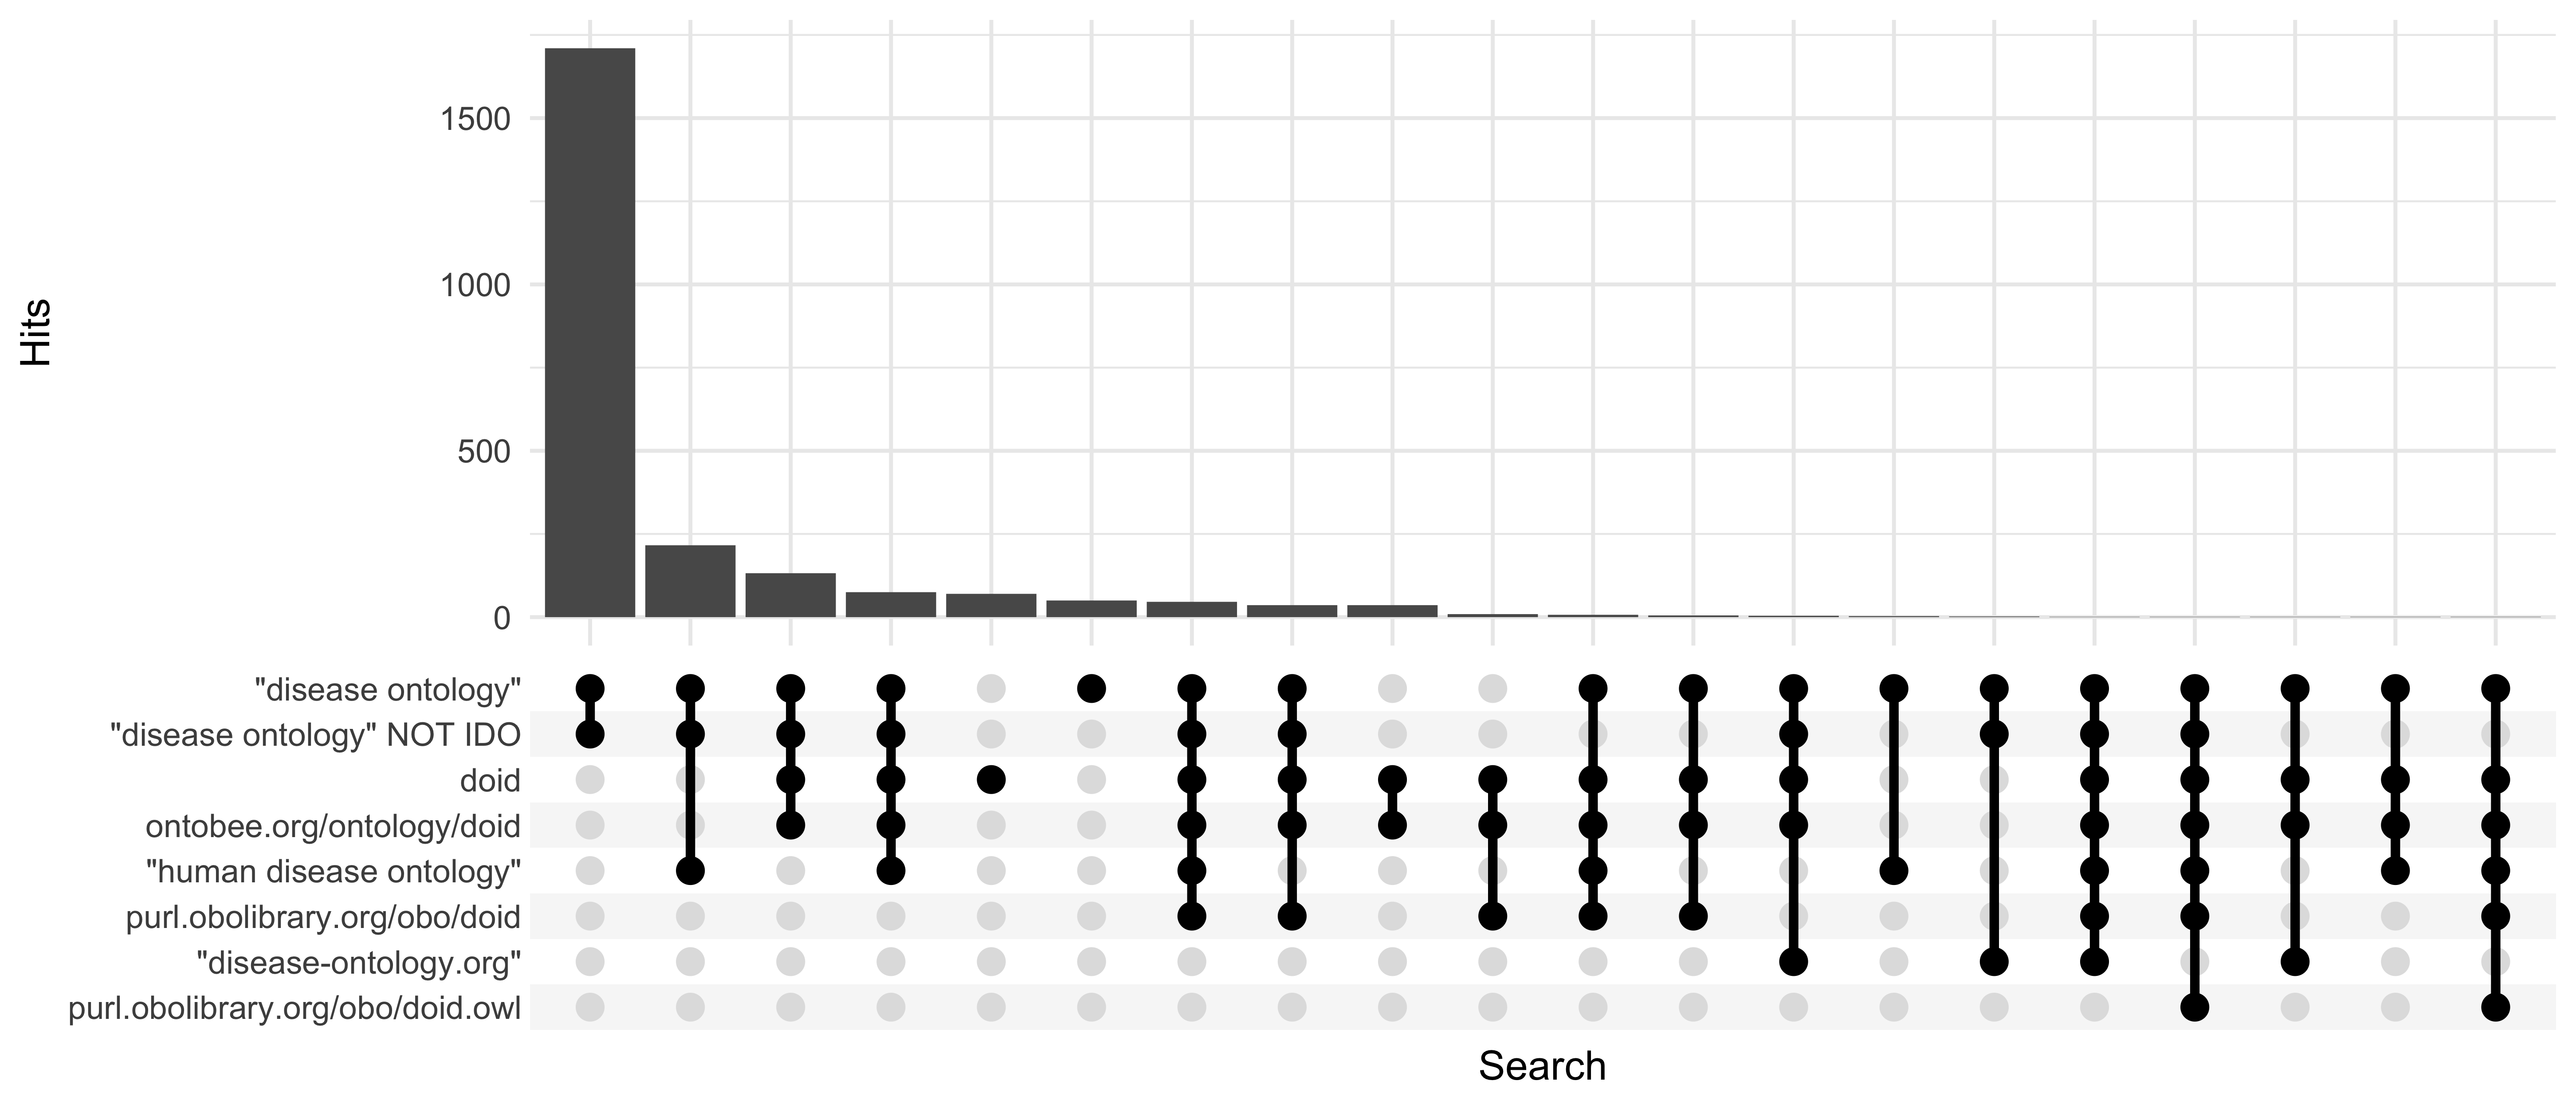 Hits
1500
1000
500
0
"disease ontology"
"disease ontology" NOT IDO
doid
ontobee.org/ontology/doid
"human disease ontology"
purl.obolibrary.org/obo/doid
"disease-ontology.org"
purl.obolibrary.org/obo/doid.owl
Search